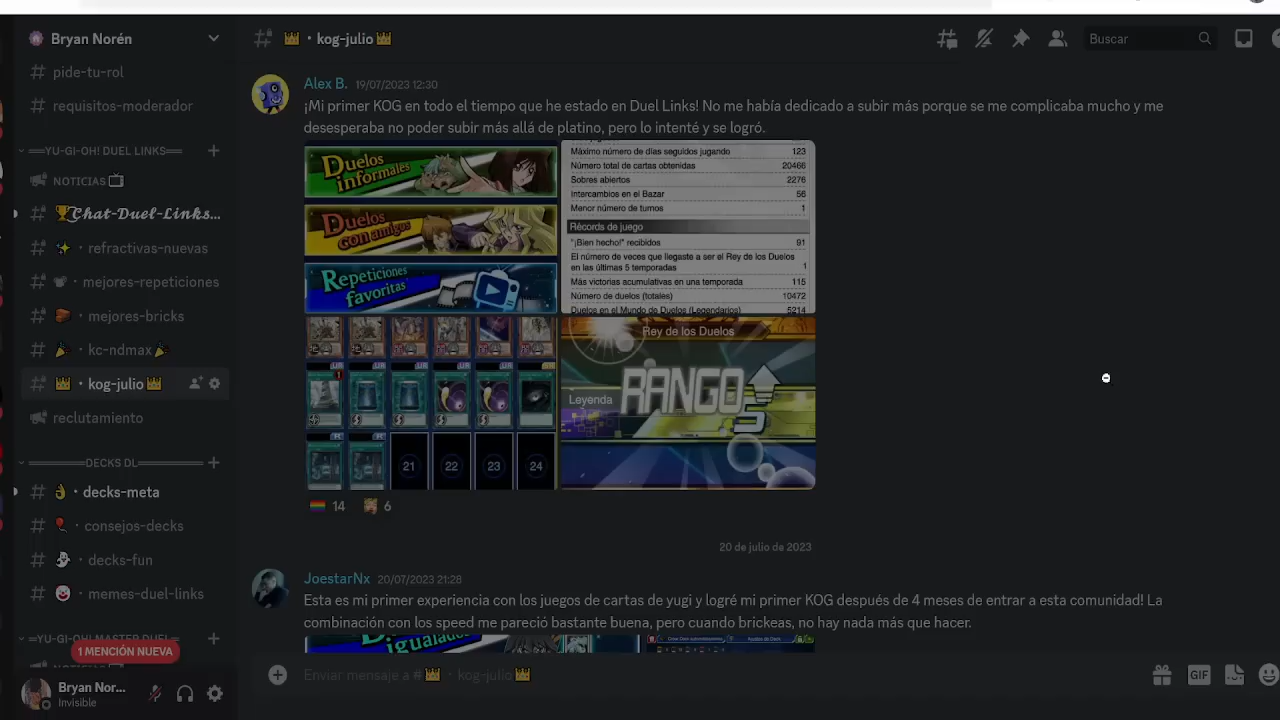 Bryan Norén
pide-tu-rol
requisitos-moderador
══YU-GI-OH! DUEL LINKS══
NOTICIAS
Chat-Duel-Links...
refractivas-nuevas
mejores-repeticiones
mejores-bricks
kc-ndmax
kog-julio
reclutamiento
DECKS DL
decks-meta
consejos-decks
decks-fun
memes-duel-links
═YU-GI-OH! MASTER DUEL═
1 MENCIÓN NUEVA
Bryan Nor...
Invisible
kog-julio
Buscar
Alex B. 19/07/2023 12:30
¡Mi primer KOG en todo el tiempo que he estado en Duel Links! No me había dedicado a subir más porque se me complicaba mucho y me
desesperaba no poder subir más allá de platino, pero lo intenté y se logró.
Duelos informales
Duelos con amigos
Repeticiones favoritas
Máximo número de días seguidos jugando 123
Número total de cartas obtenidas 20466
Sobres abiertos 2276
Intercambios en el Bazar 56
Menor número de turnos 1
Récords de juego
"¡Bien hecho!" recibidos 91
El número de veces que llegaste a ser el Rey de los Duelos
en las últimas 5 temporadas 1
Más victorias acumulativas en una temporada 115
Número de duelos (totales) 10472
Duelos en el Mundo de Duelos (Legendarios) 5214
21 22 23 24
Rey de los Duelos
RANGO
Leyenda 5
14 6
20 de julio de 2023
JoestarNx 20/07/2023 21:28
Esta es mi primer experiencia con los juegos de cartas de yugi y logré mi primer KOG después de 4 meses de entrar a esta comunidad! La
combinación con los speed me pareció bastante buena, pero cuando brickeas, no hay nada más que hacer.
igualados
Enviar mensaje a # kog-julio
GIF